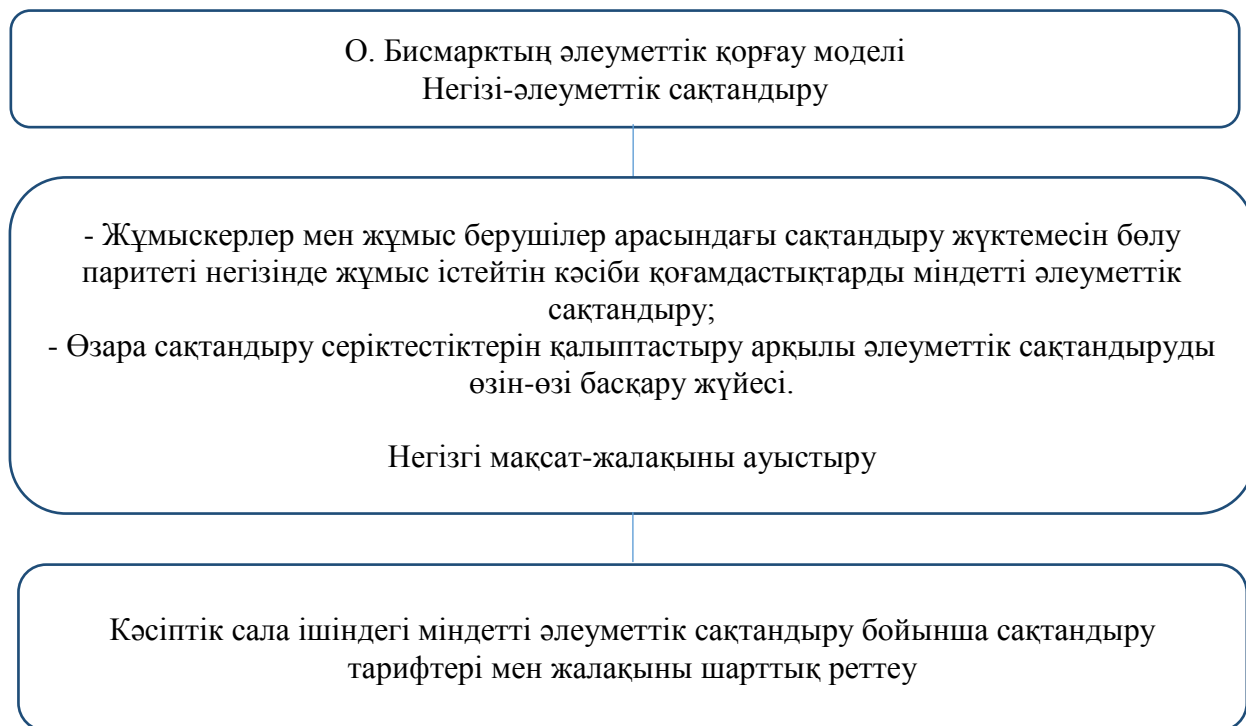 О. Бисмарктың әлеуметтік қорғау моделі
Негізі-әлеуметтік сақтандыру
- Жұмыскерлер мен жұмыс берушілер арасындағы сақтандыру жүктемесін бөлу
паритеті негізінде жұмыс істейтін кәсіби қоғамдастықтарды міндетті әлеуметтік
сақтандыру;
- Өзара сақтандыру серіктестіктерін қалыптастыру арқылы әлеуметтік сақтандыруды
өзін-өзі басқару жүйесі.
Негізгі мақсат-жалақыны ауыстыру
Кәсіптік сала ішіндегі міндетті әлеуметтік сақтандыру бойынша сақтандыру
тарифтері мен жалақыны шарттық реттеу